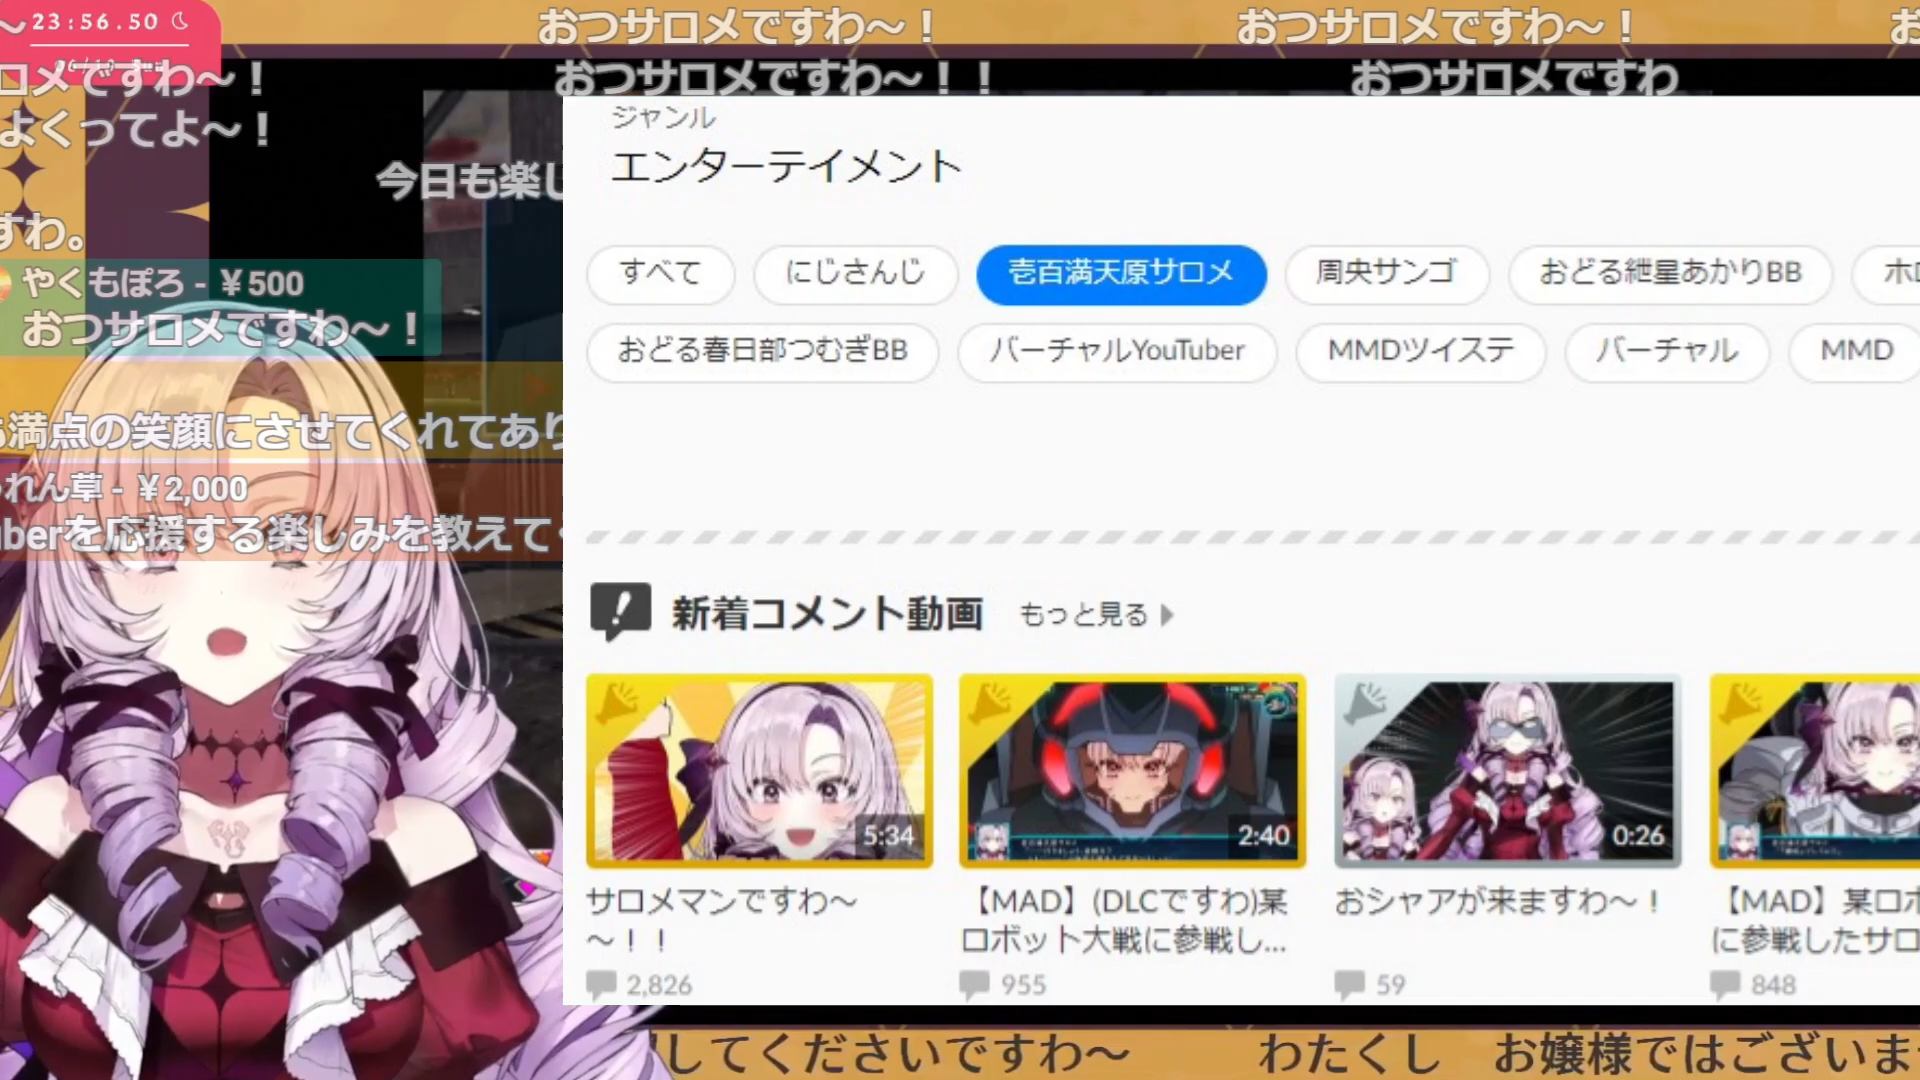 23:56.50
おつサロメですわ〜！
おつサロメですわ〜！
お
ロメですわ〜！
おつサロメですわ〜！！
おつサロメですわ
よくってよ〜！
今日も楽し
すわ。
やくもぽろ - ￥500
おつサロメですわ〜！
満点の笑顔にさせてくれてあり
れん草 - ￥2,000
berを応援する楽しみを教えて
ジャンル
エンターテイメント
すべて
にじさんじ
壱百満天原サロメ
周央サンゴ
おどる紲星あかりBB
ホロ
おどる春日部つむぎBB
バーチャルYouTuber
MMDツイステ
バーチャル
MMD
新着コメント動画 もっと見る
5:34
2:40
0:26
サロメマンですわ〜
〜！！
2,826
【MAD】(DLCですわ)某
ロボット大戦に参戦し...
955
おシャアが来ますわ〜！
59
【MAD】某ロボ
に参戦したサロ
848
してくださいですわ〜 わたくし お嬢様ではございま